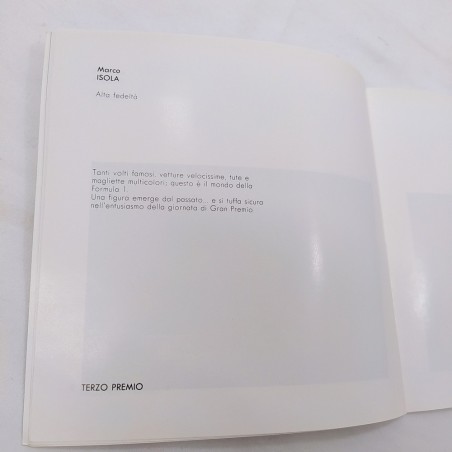 Marco
ISOLA
Alta fedeltà
Tanti volti famosi, vetture velocissime, tute e
magliette multicolori: questo è il mondo della
Formula 1.
Una figura emerge dal passato... e si tuffa sicura
nell'entusiasmo della giornata di Gran Premio
TERZO PREMIO